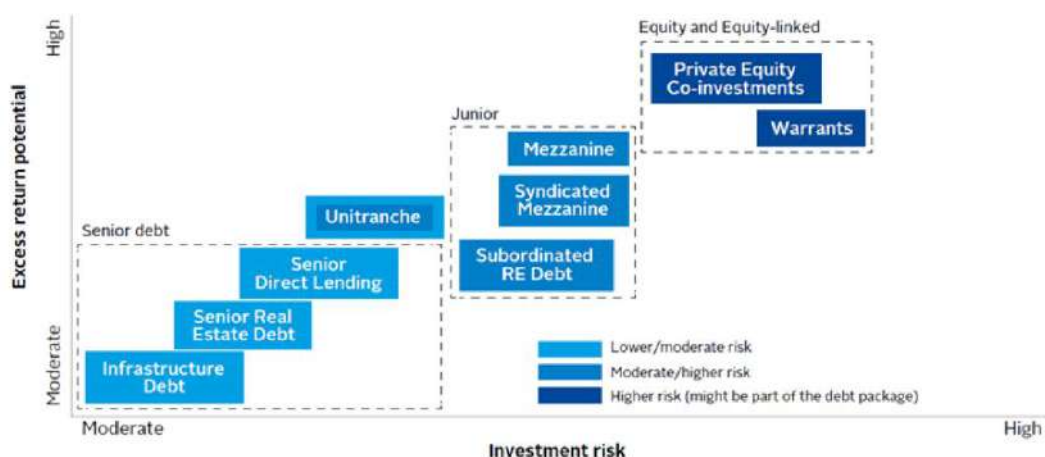 Excess return potential
High
Moderate
Equity and Equity-linked
Private Equity
Co-investments
Warrants
Junior
Mezzanine
Syndicated
Mezzanine
Subordinated
RE Debt
Unitranche
Senior debt
Senior
Direct Lending
Senior Real
Estate Debt
Infrastructure
Debt
Lower/moderate risk
Moderate/higher risk
Higher risk (might be part of the debt package)
Moderate
High
Investment risk